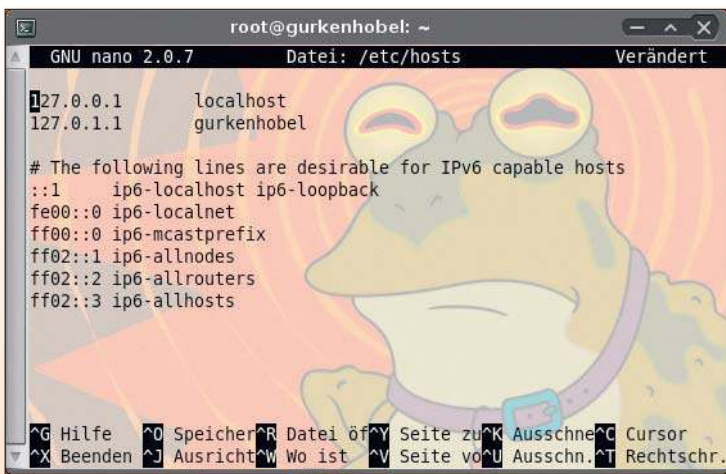 root@gurkenhobel: ~
GNU nano 2.0.7 Datei: /etc/hosts Verändert
127.0.0.1 localhost
127.0.1.1 gurkenhobel
# The following lines are desirable for IPv6 capable hosts
::1 ip6-localhost ip6-loopback
fe00::0 ip6-localnet
ff00::0 ip6-mcastprefix
ff02::1 ip6-allnodes
ff02::2 ip6-allrouters
ff02::3 ip6-allhosts
^G Hilfe ^O Speicher^R Datei öf^Y Seite zu^K Ausschne^C Cursor
^X Beenden ^J Ausricht^W Wo ist ^V Seite vo^U Ausschn.^T Rechtschr.